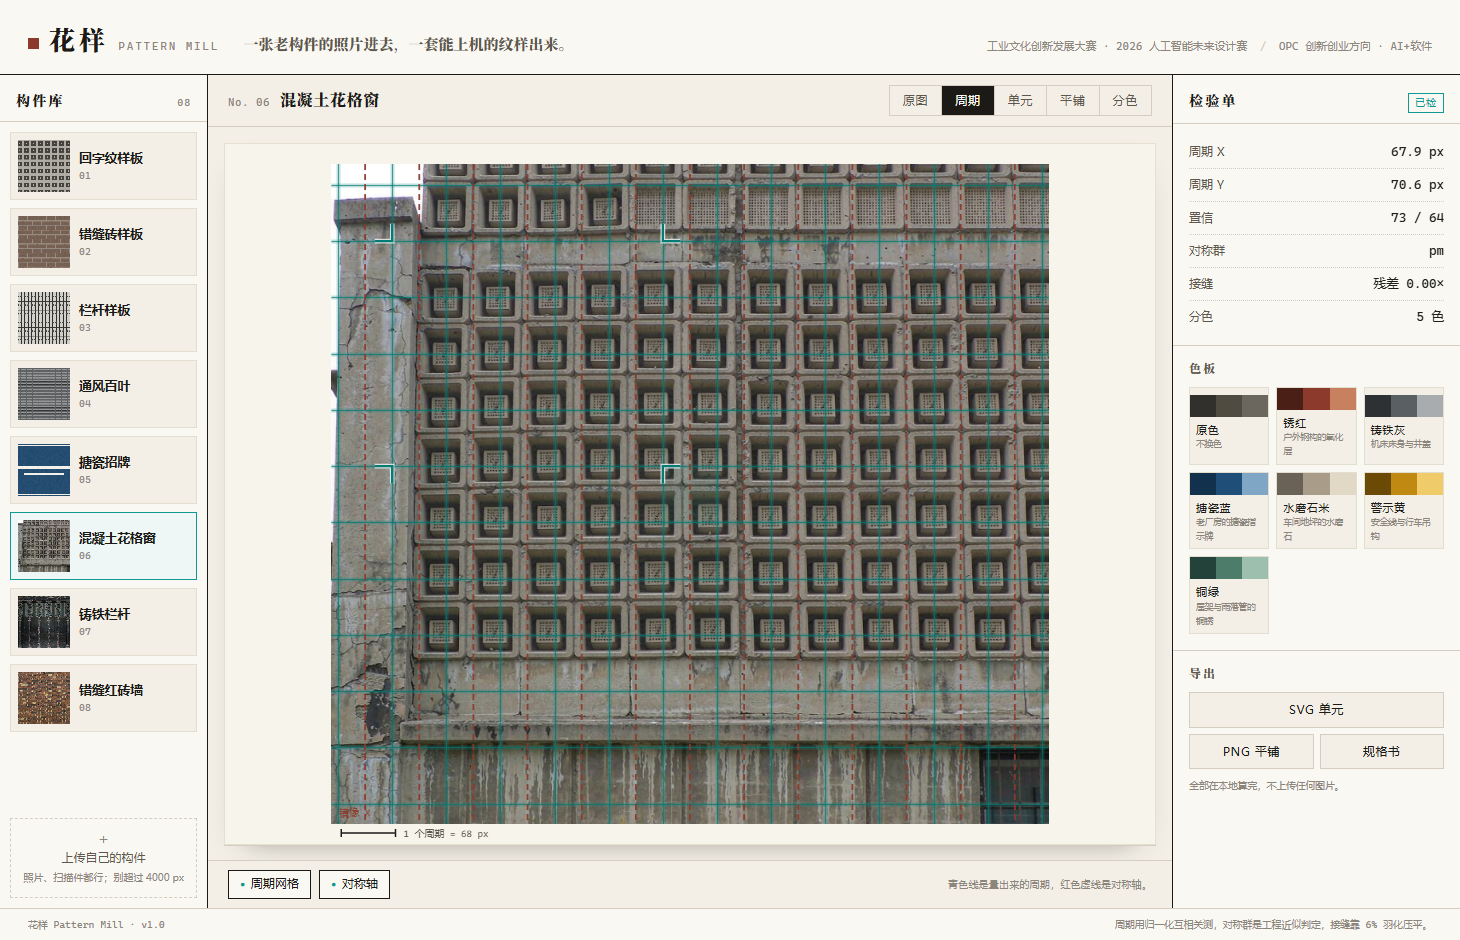 花样 PATTERN MILL 一张老构件的照片进去，一套能上机的纹样出来。
工业文化创新发展大赛 · 2026 人工智能未来设计赛 / OPC 创新创业方向 · AI+软件
构件库 08
回字纹样板
01
错缝砖样板
02
栏杆样板
03
通风百叶
04
搪瓷招牌
05
混凝土花格窗
06
铸铁栏杆
07
错缝红砖墙
08
+
上传自己的构件
照片、扫描件都行；别超过 4000 px
No. 06 混凝土花格窗
原图 周期 单元 平铺 分色
1 个周期 = 68 px
周期网格 对称轴
青色线是量出来的周期，红色虚线是对称轴。
检验单 已检
周期 X 67.9 px
周期 Y 70.6 px
置信 73 / 64
对称群 pm
接缝 残差 0.00×
分色 5 色
色板
原色
不换色
锈红
户外钢构的氧化层
铸铁灰
机床床身与井盖
搪瓷蓝
老厂房的搪瓷指示牌
水磨石米
车间地坪的水磨石
警示黄
安全线与行车吊钩
铜绿
屋架与雨落管的铜锈
导出
SVG 单元
PNG 平铺 规格书
全部在本地算完，不上传任何图片。
花样 Pattern Mill · v1.0
周期用归一化互相关测，对称群是工程近似判定，接缝靠 6% 羽化压平。